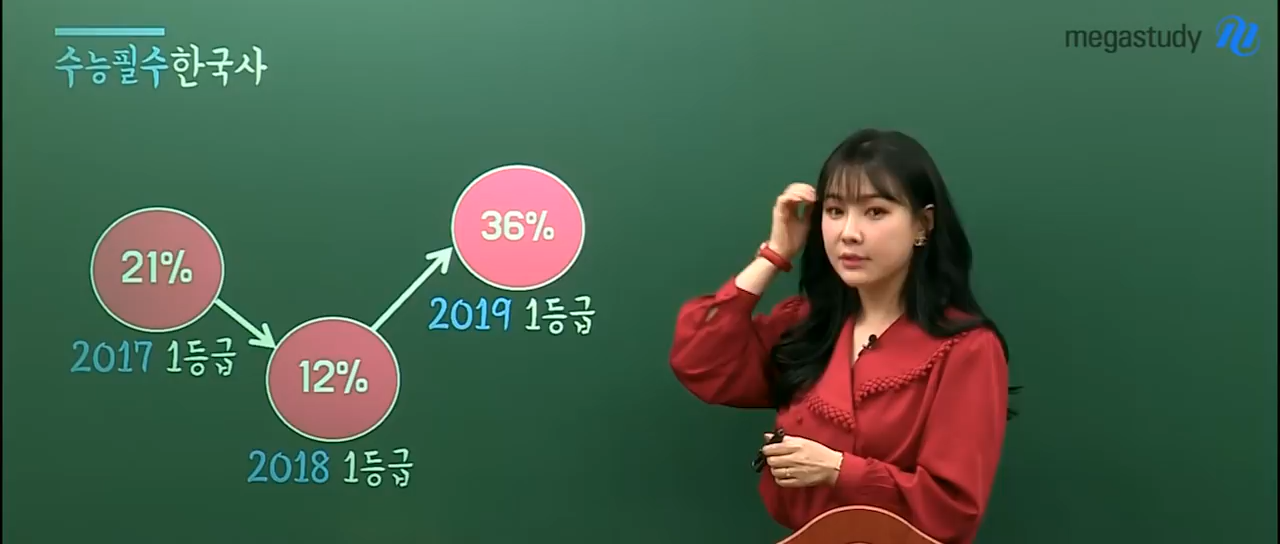 수능필수한국사
megastudy
21%
2017 1등급
12%
2018 1등급
36%
2019 1등급